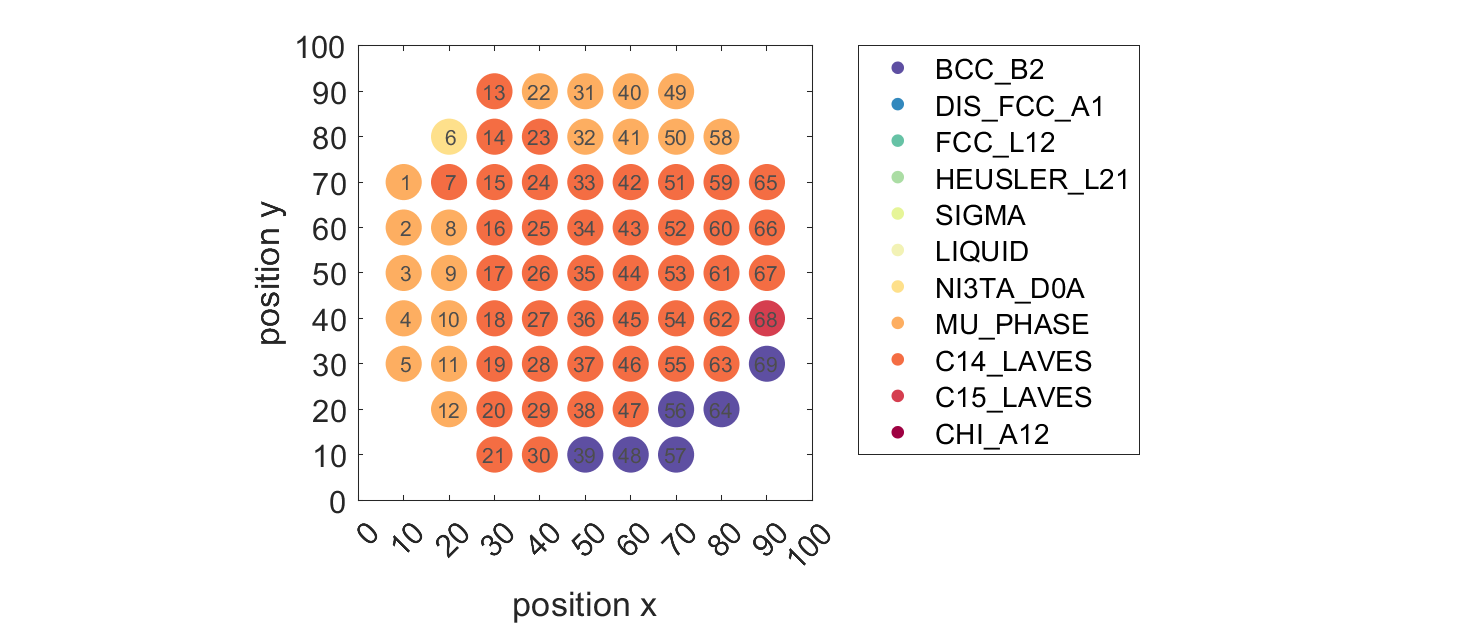 100
90 13 22 31 40 49
80 6 14 23 32 41 50 58
70 1 7 15 24 33 42 51 59 65
60 2 8 16 25 34 43 52 60 66
50 3 9 17 26 35 44 53 61 67
40 4 10 18 27 36 45 54 62 68
30 5 11 19 28 37 46 55 63 69
20 12 20 29 38 47 56 64
10 21 30 39 48 57
0
0 10 20 30 40 50 60 70 80 90 100
position x
position y
BCC_B2
DIS_FCC_A1
FCC_L12
HEUSLER_L21
SIGMA
LIQUID
NI3TA_D0A
MU_PHASE
C14_LAVES
C15_LAVES
CHI_A12